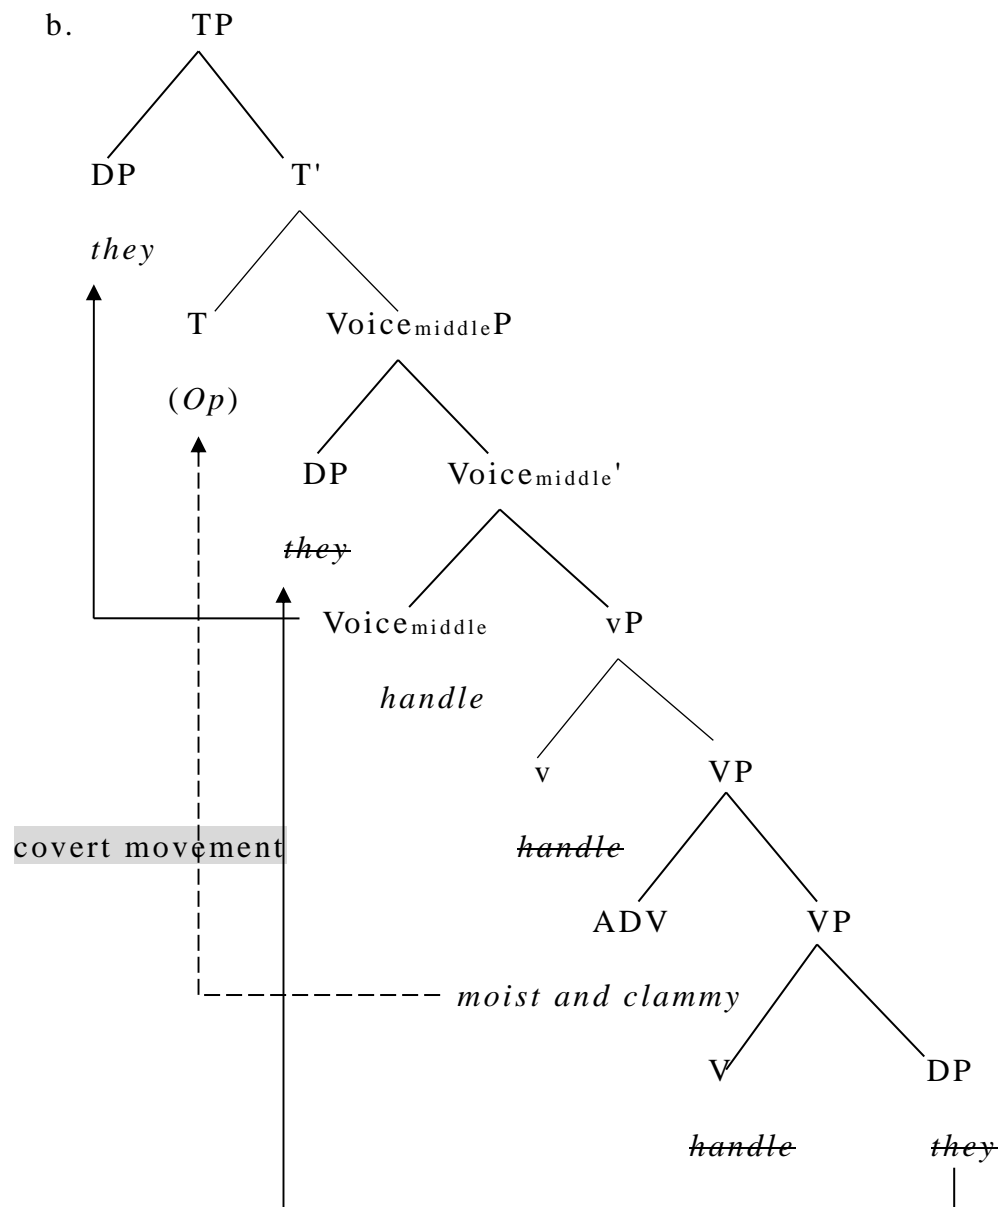 b. TP
DP T'
they
T VoicemiddleP
(Op)
DP Voicemiddle'
they
Voicemiddle vP
handle
v VP
covert movement handle
ADV VP
moist and clammy
V DP
handle they